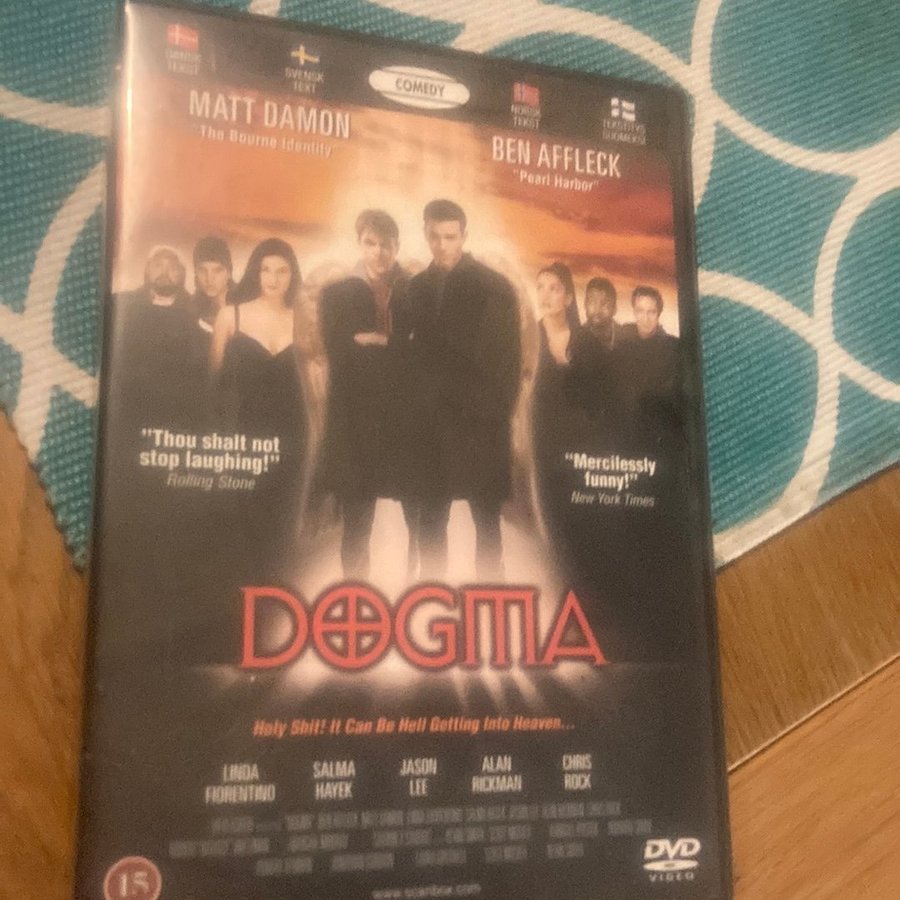 DANSK
TEKST
SVENSK
TEXT
COMEDY
NORSK
TEKST
TEKSTITYS
SUOMEKSI
MATT DAMON
"The Bourne Identity"
BEN AFFLECK
"Pearl Harbor"
"Thou shalt not
stop laughing!"
Rolling Stone
"Mercilessly
funny!"
New York Times
DOGMA
Holy Shit! It Can Be Hell Getting Into Heaven...
LINDA
FIORENTINO
SALMA
HAYEK
JASON
LEE
ALAN
RICKMAN
CHRIS
ROCK
15
www.scanbox.com
DVD
VIDEO